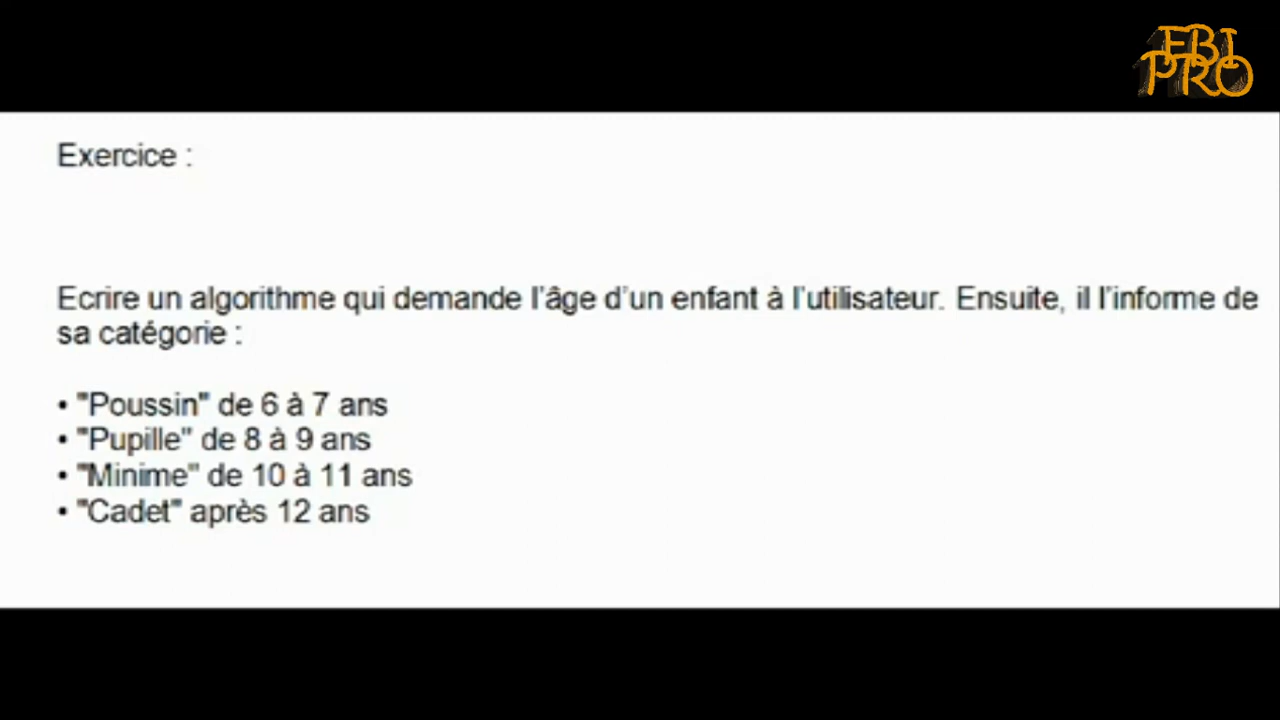 FBI
PRO
Exercice :
Ecrire un algorithme qui demande l'âge d'un enfant à l'utilisateur. Ensuite, il l'informe de
sa catégorie :
• "Poussin" de 6 à 7 ans
• "Pupille" de 8 à 9 ans
• "Minime" de 10 à 11 ans
• "Cadet" après 12 ans